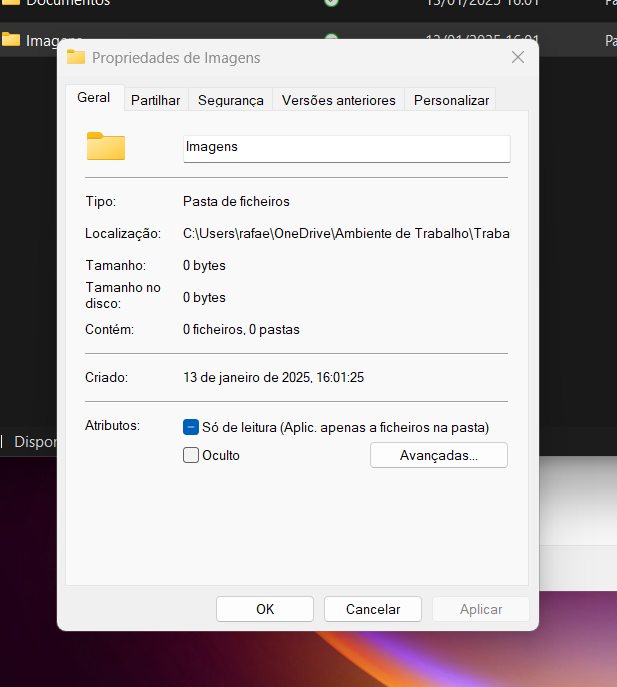 Documentos
13/01/2025 16:01
Imagens
13/01/2025 16:01
Propriedades de Imagens
Geral
Partilhar
Segurança
Versões anteriores
Personalizar
Imagens
Tipo:
Pasta de ficheiros
Localização:
C:\Users\rafae\OneDrive\Ambiente de Trabalho\Traba
Tamanho:
0 bytes
Tamanho no
disco:
0 bytes
Contém:
0 ficheiros, 0 pastas
Criado:
13 de janeiro de 2025, 16:01:25
Atributos:
Só de leitura (Aplic. apenas a ficheiros na pasta)
Oculto
Avançadas...
Dispon
OK
Cancelar
Aplicar